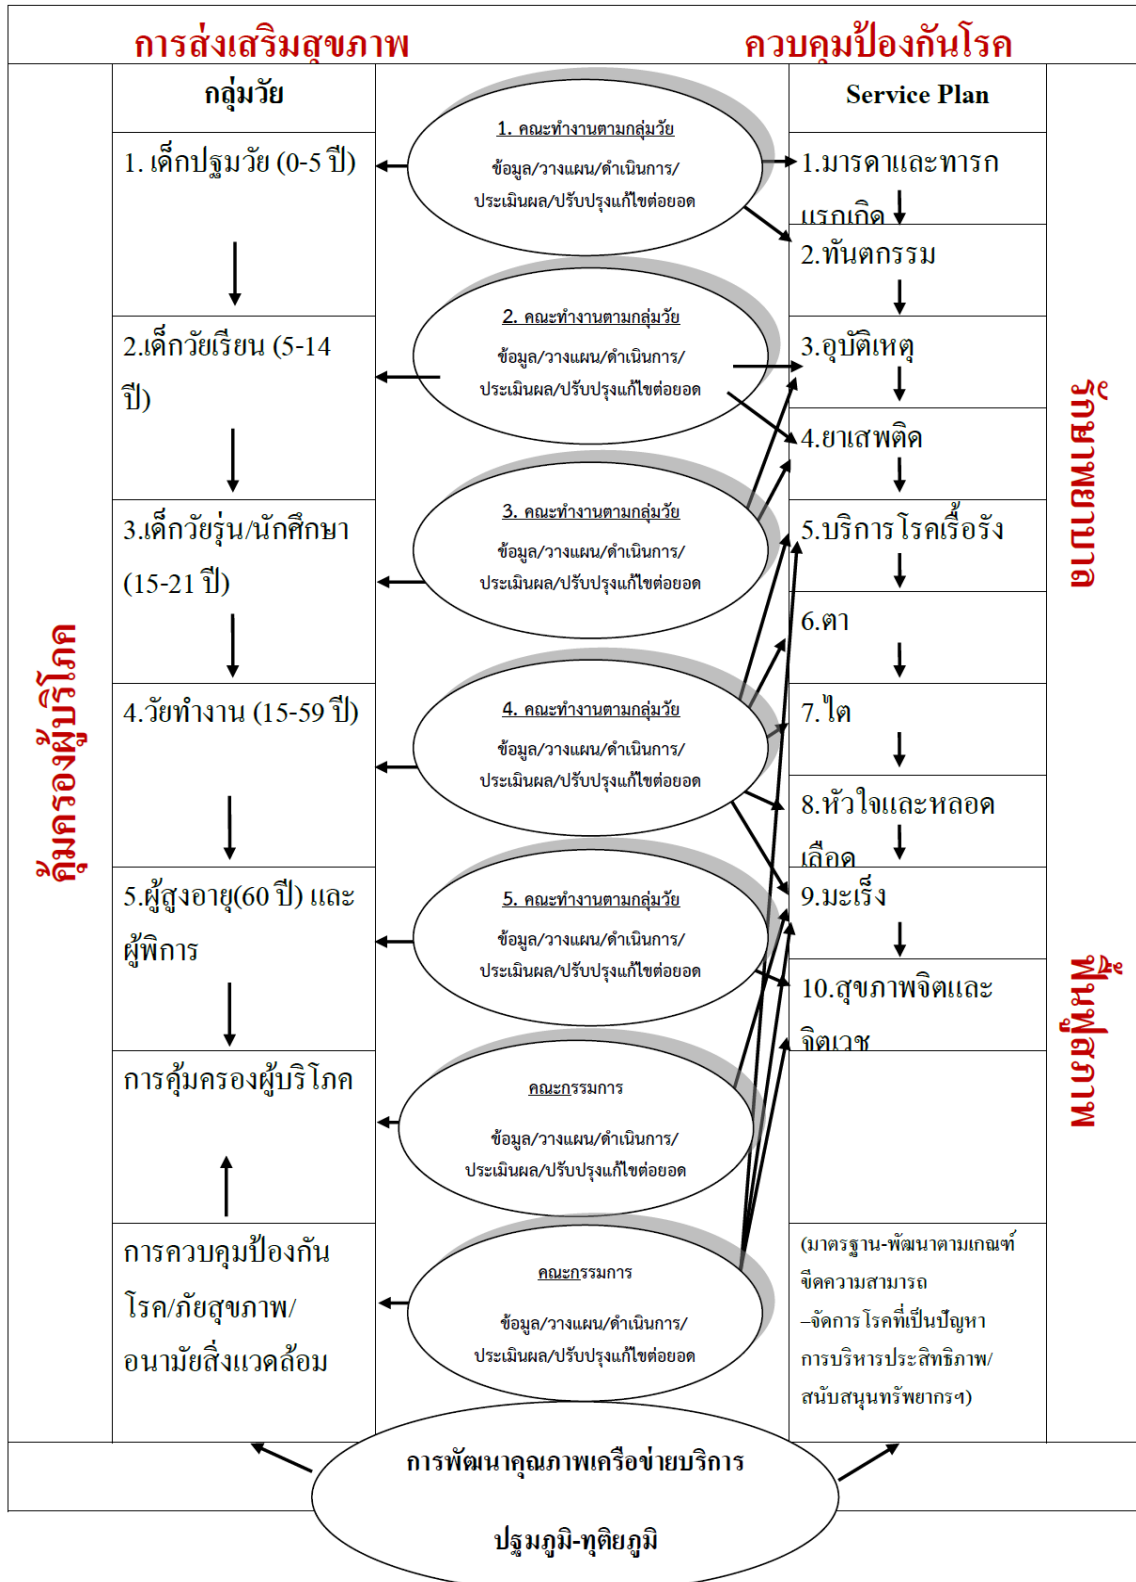 การส่งเสริมสุขภาพ
ควบคุมป้องกันโรค
กลุ่มวัย
1. เด็กปฐมวัย (0-5 ปี)
2.เด็กวัยเรียน (5-14
ปี)
3.เด็กวัยรุ่น/นักศึกษา
(15-21 ปี)
4.วัยทำงาน (15-59 ปี)
5.ผู้สูงอายุ(60 ปี) และ
ผู้พิการ
การคุ้มครองผู้บริโภค
การควบคุมป้องกัน
โรค/ภัยสุขภาพ/
อนามัยสิ่งแวดล้อม
คุ้มครองผู้บริโภค
1. คณะทำงานตามกลุ่มวัย
ข้อมูล/วางแผน/ดำเนินการ/
ประเมินผล/ปรับปรุงแก้ไขต่อยอด
2. คณะทำงานตามกลุ่มวัย
ข้อมูล/วางแผน/ดำเนินการ/
ประเมินผล/ปรับปรุงแก้ไขต่อยอด
3. คณะทำงานตามกลุ่มวัย
ข้อมูล/วางแผน/ดำเนินการ/
ประเมินผล/ปรับปรุงแก้ไขต่อยอด
4. คณะทำงานตามกลุ่มวัย
ข้อมูล/วางแผน/ดำเนินการ/
ประเมินผล/ปรับปรุงแก้ไขต่อยอด
5. คณะทำงานตามกลุ่มวัย
ข้อมูล/วางแผน/ดำเนินการ/
ประเมินผล/ปรับปรุงแก้ไขต่อยอด
คณะกรรมการ
ข้อมูล/วางแผน/ดำเนินการ/
ประเมินผล/ปรับปรุงแก้ไขต่อยอด
คณะกรรมการ
ข้อมูล/วางแผน/ดำเนินการ/
ประเมินผล/ปรับปรุงแก้ไขต่อยอด
Service Plan
1.มารดาและทารก
แรกเกิด
2.ทันตกรรม
3.อุบัติเหตุ
4.ยาเสพติด
5.บริการโรคเรื้อรัง
6.ตา
7.ไต
8.หัวใจและหลอด
เลือด
9.มะเร็ง
10.สุขภาพจิตและ
จิตเวช
(มาตรฐาน-พัฒนาตามเกณฑ์
ขีดความสามารถ
–จัดการโรคที่เป็นปัญหา
การบริหารประสิทธิภาพ/
สนับสนุนทรัพยากรฯ)
รักษาพยาบาล
ฟื้นฟูสภาพ
การพัฒนาคุณภาพเครือข่ายบริการ
ปฐมภูมิ-ทุติยภูมิ